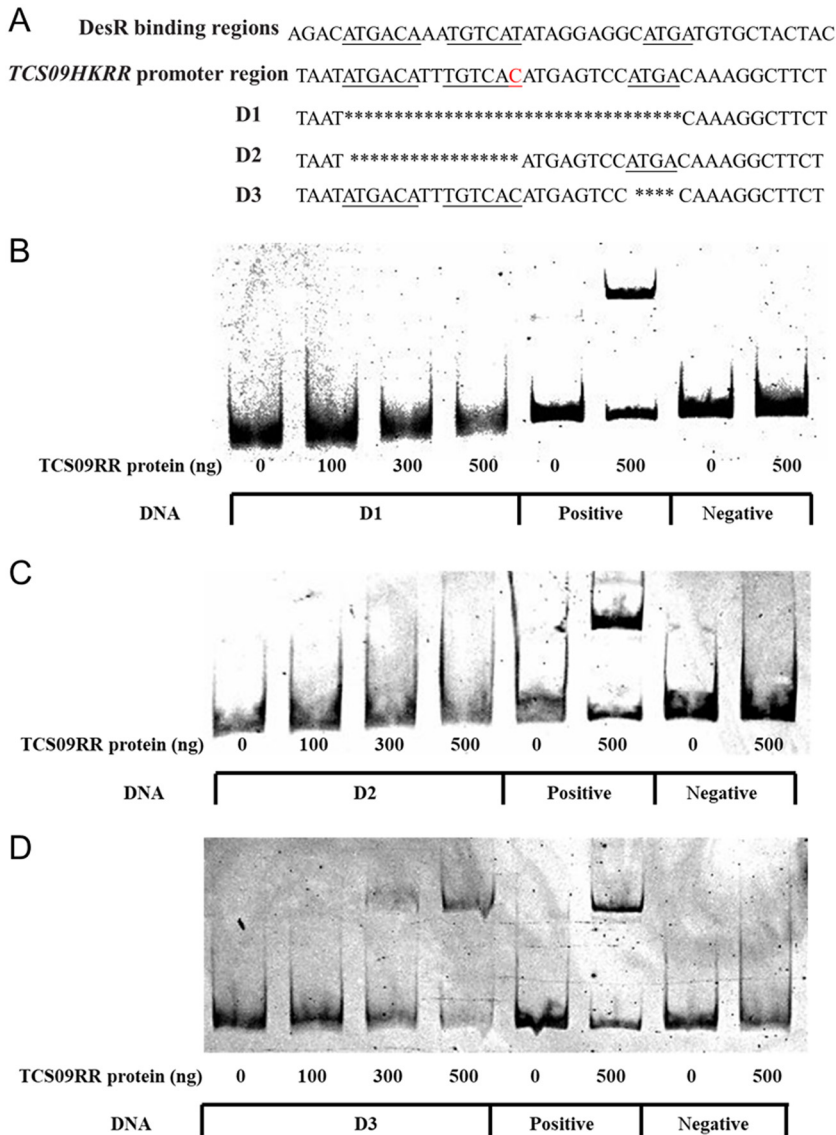 A
DesR binding regions AGACATGACAAATGTCATATAGGAGGCATGATGTGCTACTAC
TCS09HKRR promoter region TAATATGACATTTGTCACATGAGTCCATGACAAAGGCTTCT
D1 TAAT*******************************CAAAGGCTTCT
D2 TAAT ****************ATGAGTCCATGACAAAGGCTTCT
D3 TAATATGACATTTGTCACATGAGTCC ****CAAAGGCTTCT
B
TCS09RR protein (ng) 0 100 300 500 0 500 0 500
DNA D1 Positive Negative
C
TCS09RR protein (ng) 0 100 300 500 0 500 0 500
DNA D2 Positive Negative
D
TCS09RR protein (ng) 0 100 300 500 0 500 0 500
DNA D3 Positive Negative